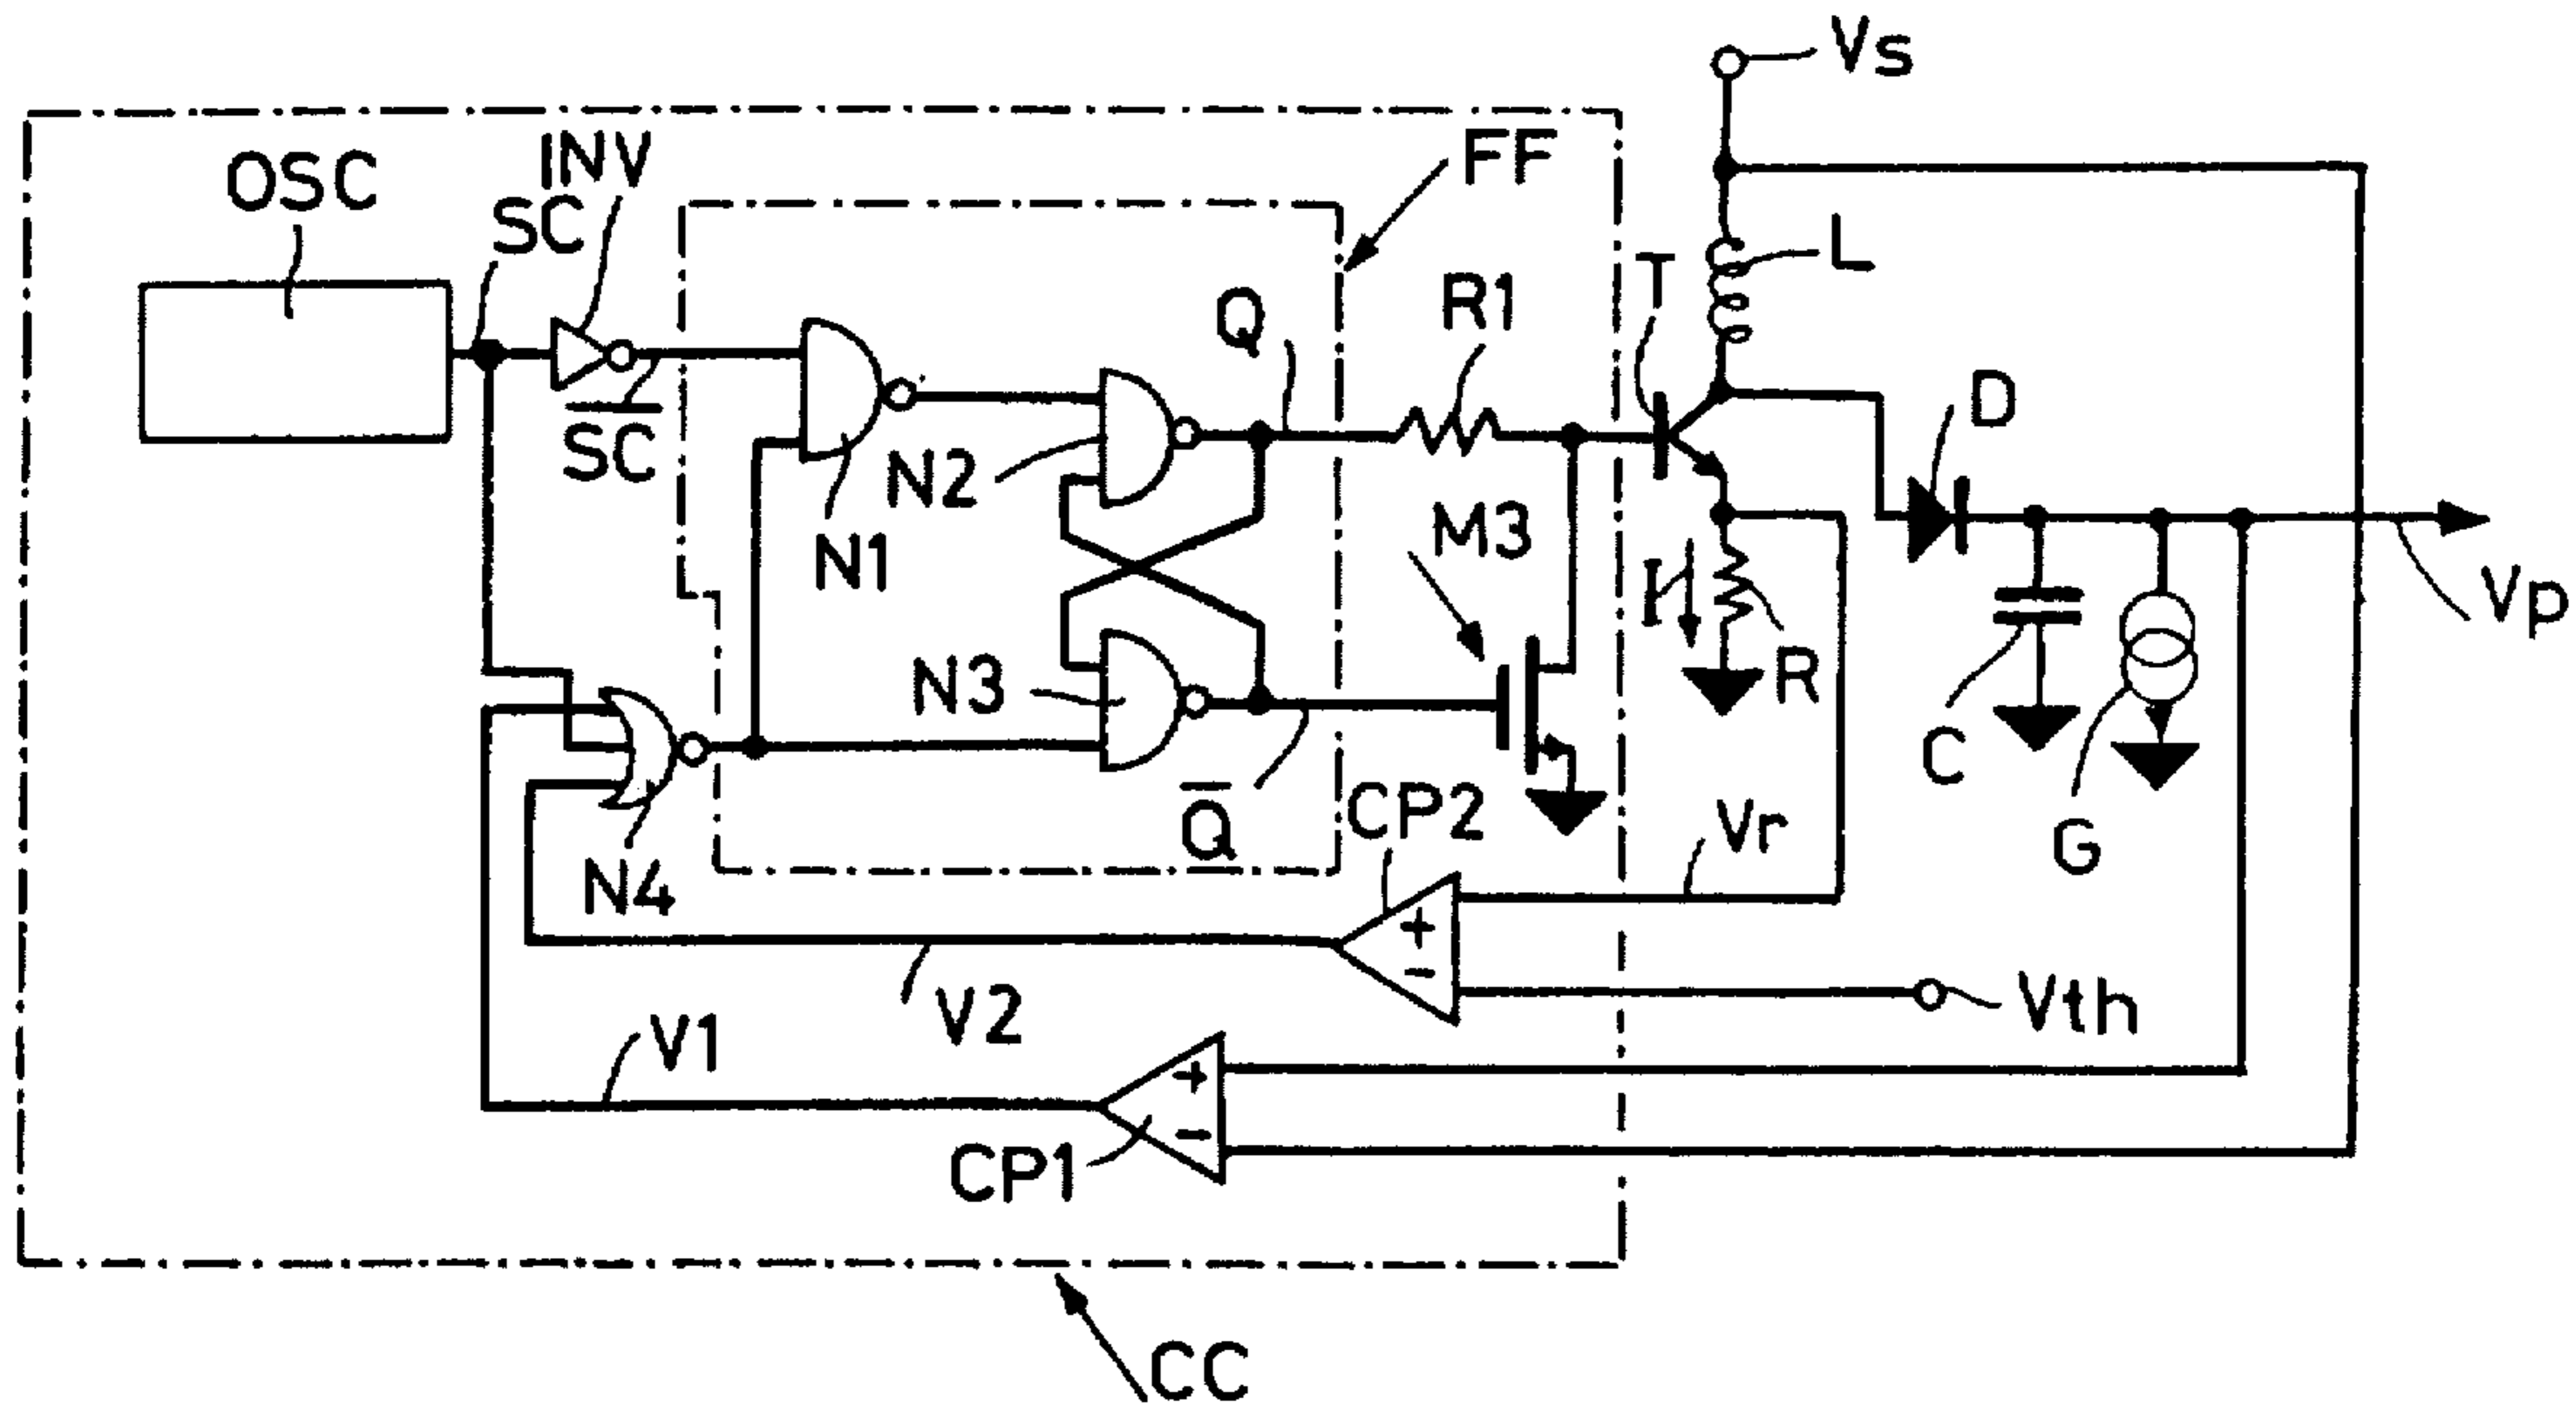 Vs
OSC
INV
SC
FF
L
T
R1
Q
D
S̅C̅
N2
N1
M3
I
Vp
N3
R
C
Q̅
CP2
Vr
G
N4
+
-
V2
Vth
V1
+
-
CP1
CC